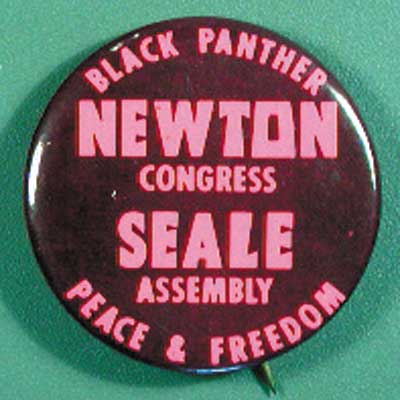 BLACK PANTHER
NEWTON
CONGRESS
SEALE
ASSEMBLY
PEACE & FREEDOM